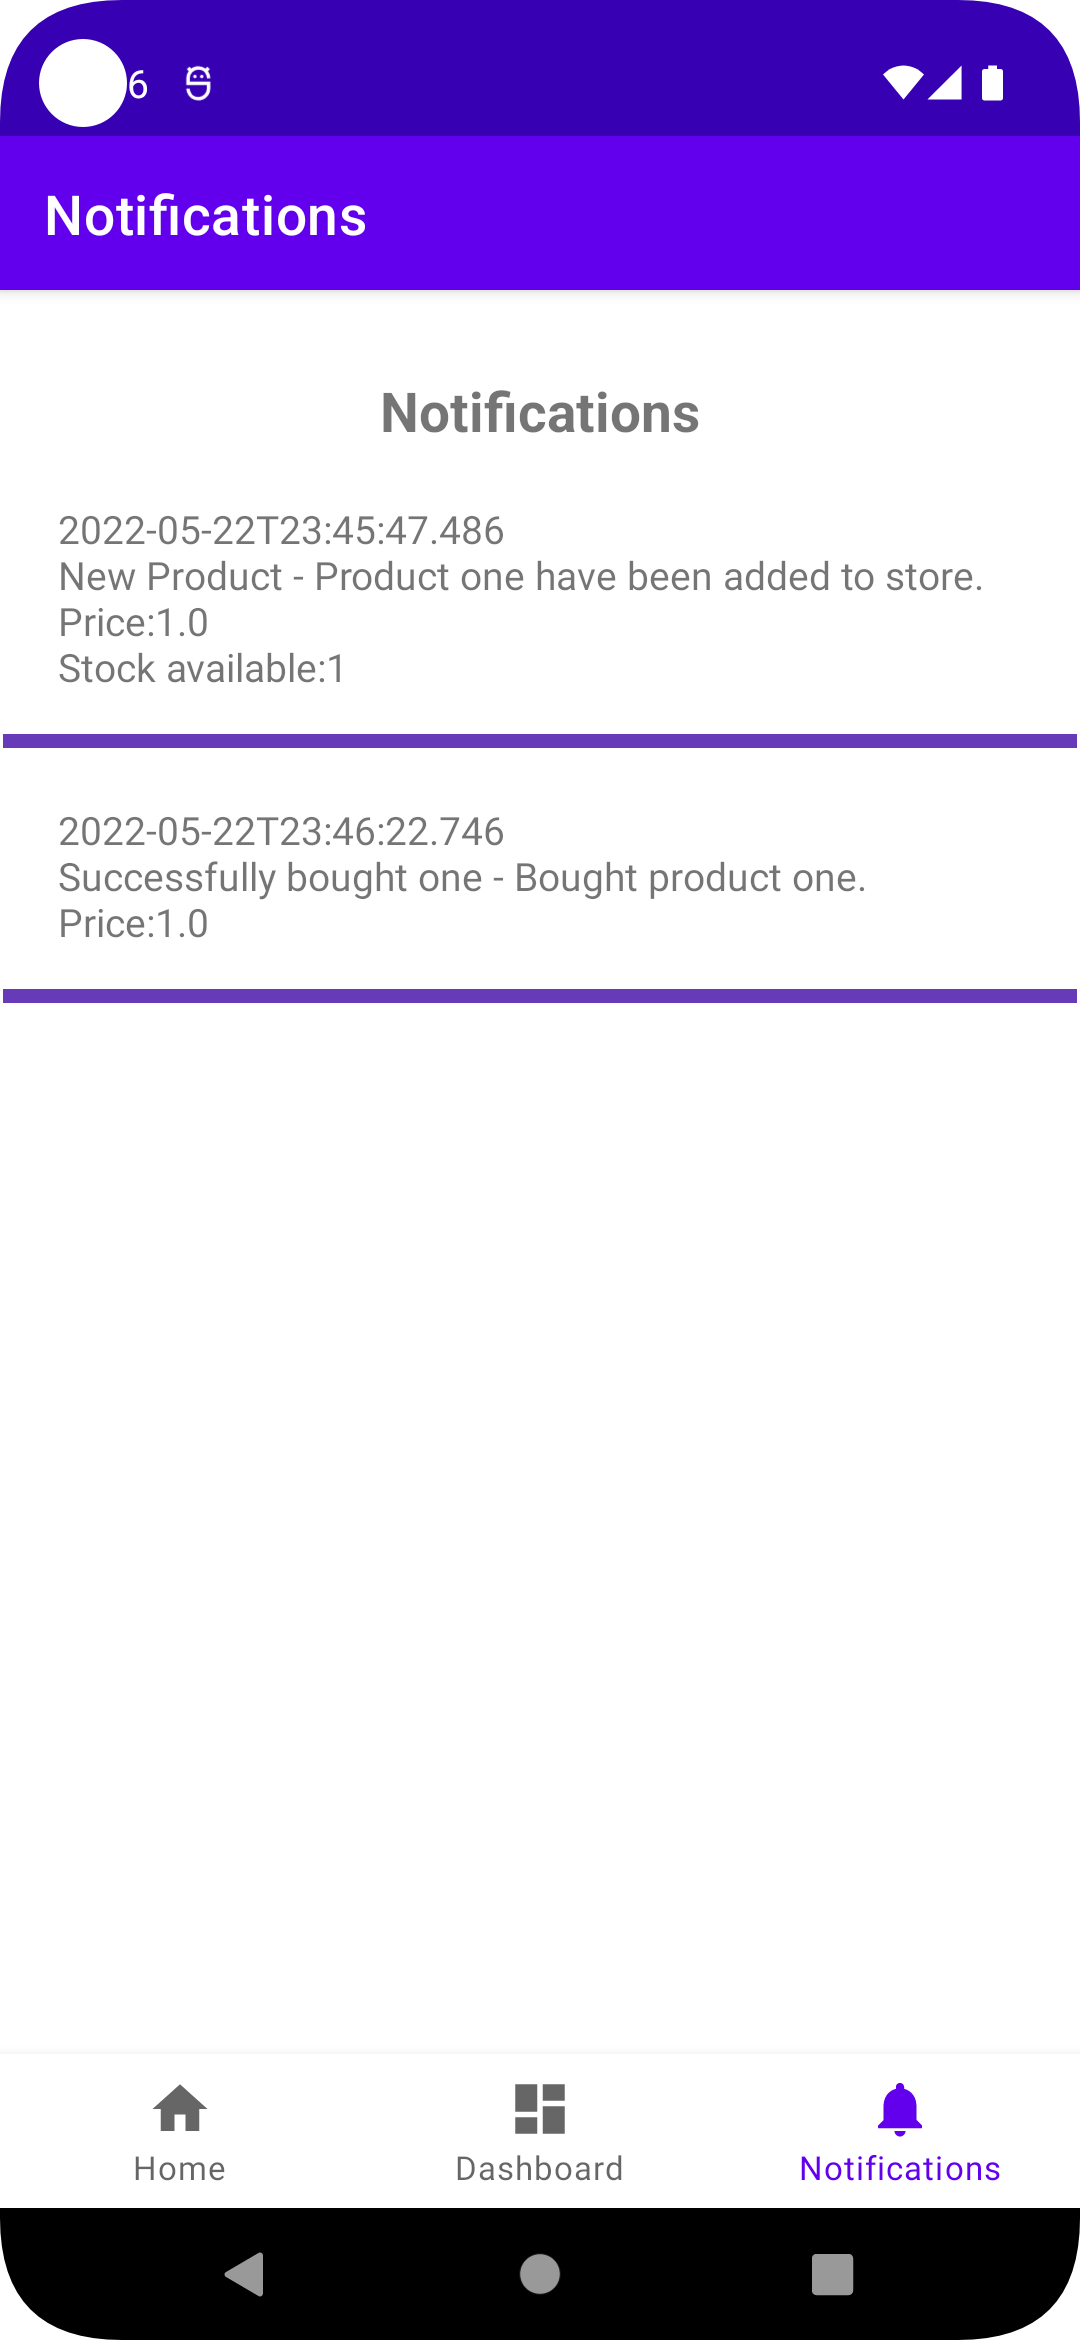 6
Notifications
Notifications
2022-05-22T23:45:47.486
New Product - Product one have been added to store.
Price:1.0
Stock available:1
2022-05-22T23:46:22.746
Successfully bought one - Bought product one.
Price:1.0
Home
Dashboard
Notifications